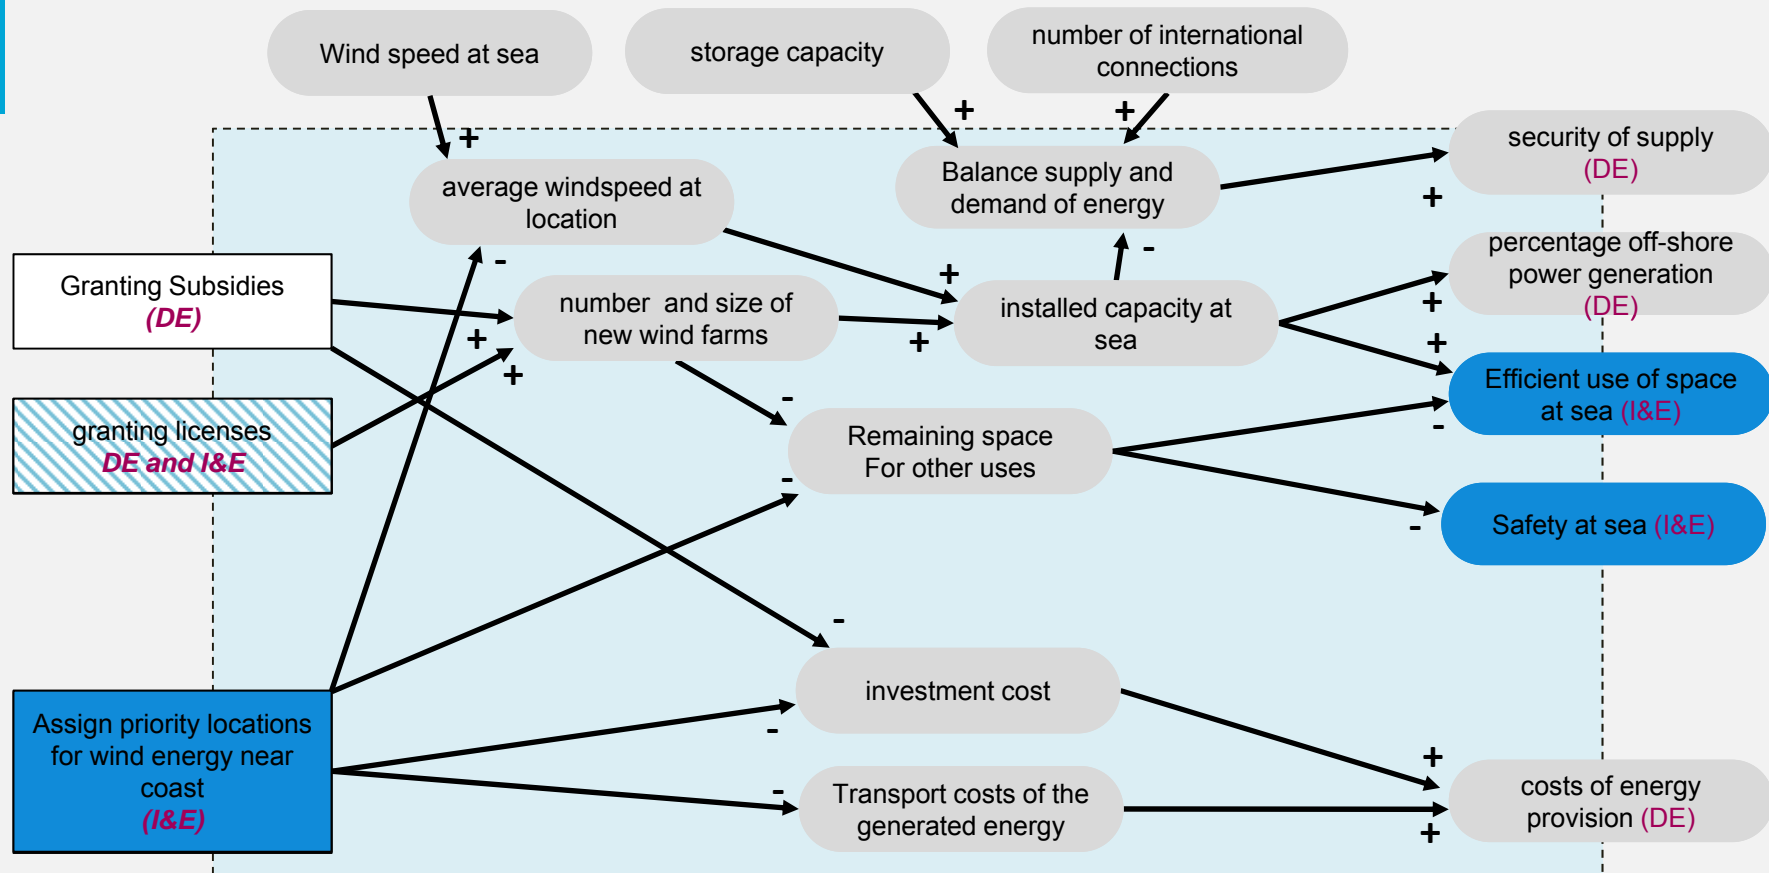 Wind speed at sea
storage capacity
number of international
connections
+
+
+
security of supply
(DE)
+
average windspeed at
location
Balance supply and
demand of energy
-
-
percentage off-shore
power generation
(DE)
+
Granting Subsidies
(DE)
number and size of
new wind farms
+
+
+
installed capacity at
sea
+
+
Efficient use of space
at sea (I&E)
-
granting licenses
DE and I&E
-
-
Remaining space
For other uses
Safety at sea (I&E)
-
-
investment cost
-
Assign priority locations
for wind energy near
coast
(I&E)
-
Transport costs of the
generated energy
+
+
costs of energy
provision (DE)